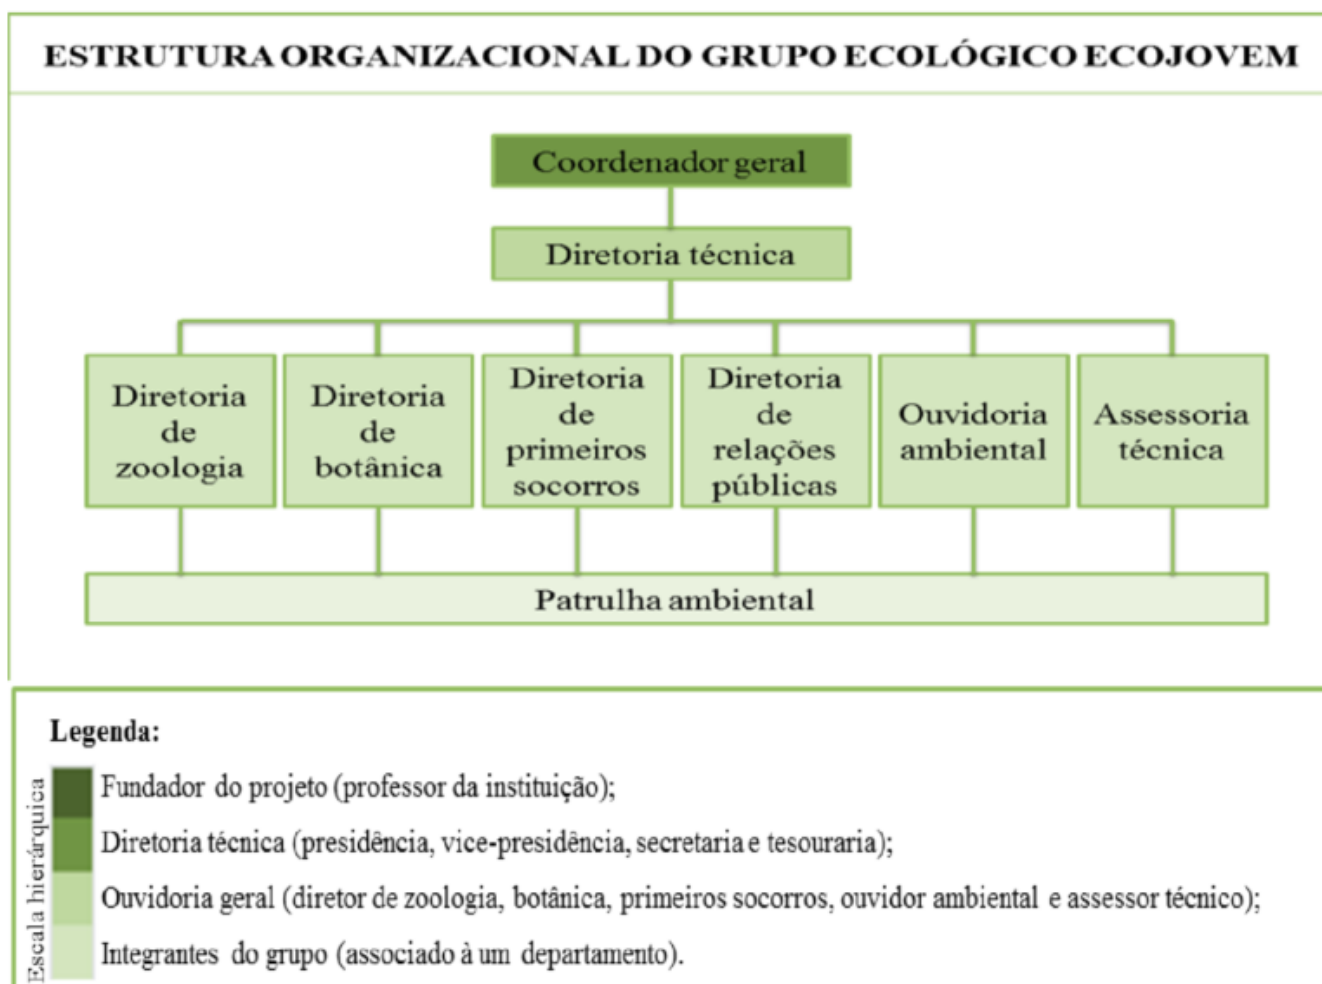 ESTRUTURA ORGANIZACIONAL DO GRUPO ECOLÓGICO ECOJOVEM
Coordenador geral
Diretoria técnica
Diretoria
de
zoologia
Diretoria
de
botânica
Diretoria
de
primeiros
socorros
Diretoria
de
relações
públicas
Ouvidoria
ambiental
Assessoria
técnica
Patrulha ambiental
Legenda:
Escala hierárquica
Fundador do projeto (professor da instituição);
Diretoria técnica (presidência, vice-presidência, secretaria e tesouraria);
Ouvidoria geral (diretor de zoologia, botânica, primeiros socorros, ouvidor ambiental e assessor técnico);
Integrantes do grupo (associado à um departamento).